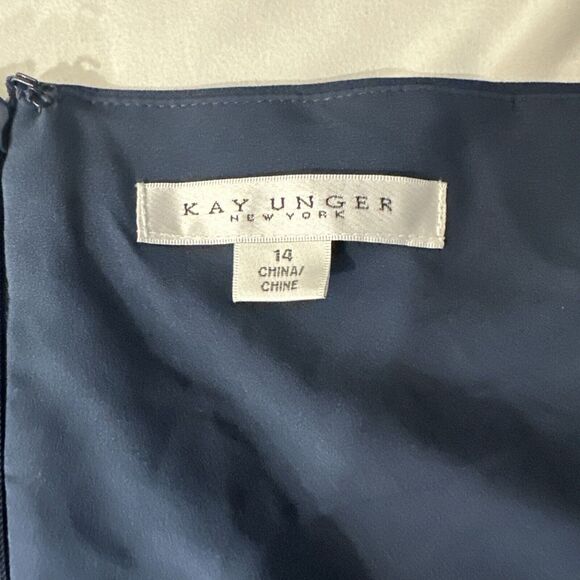 KAY UNGER
NEW YORK
14
CHINA/
CHINE